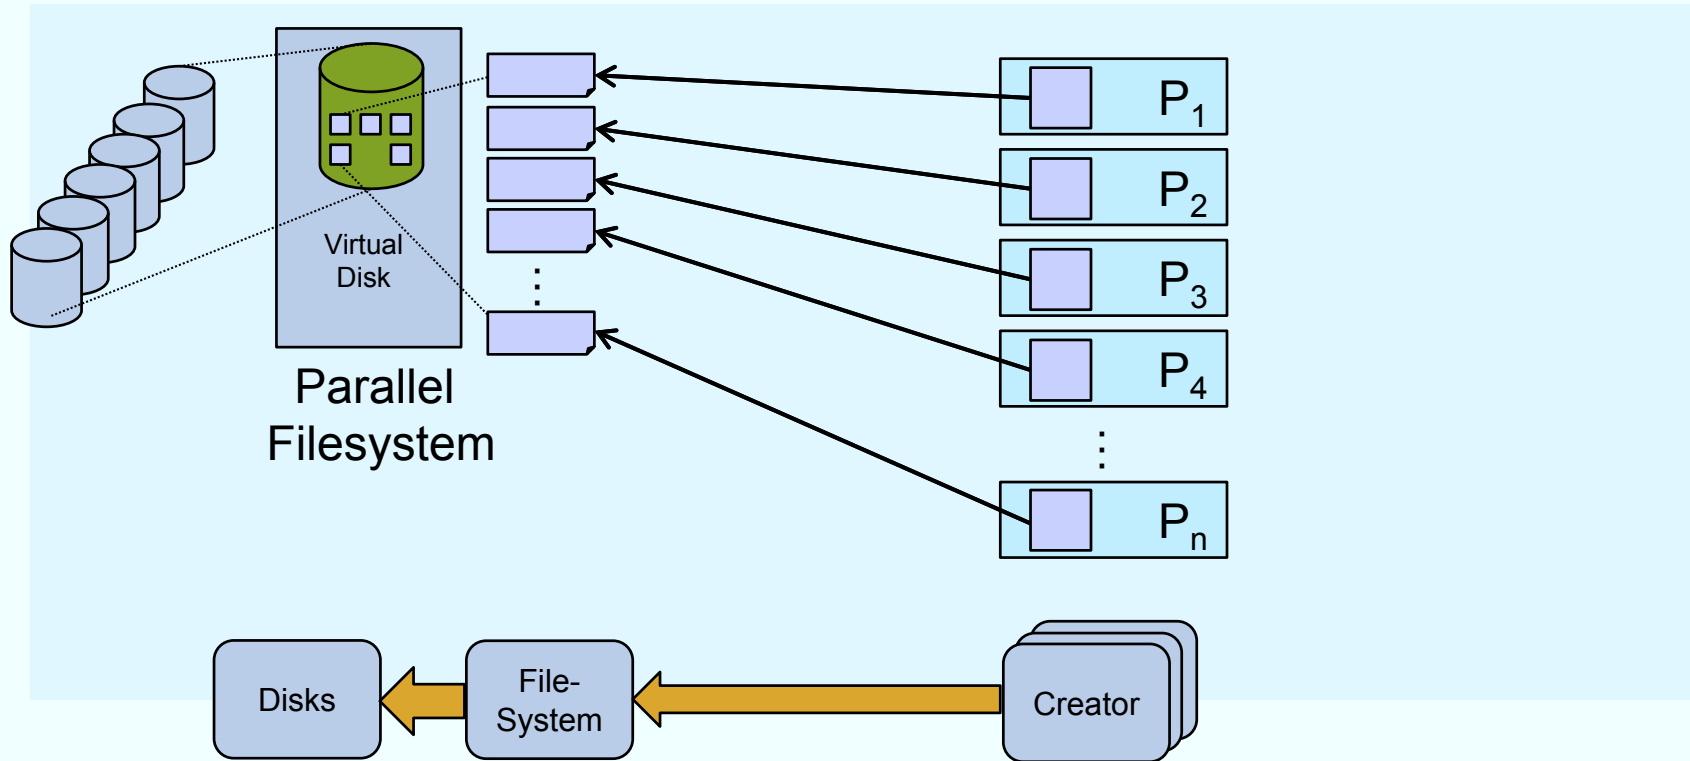 Virtual
Disk
Parallel
Filesystem
P1
P2
P3
P4
⋮
⋮
Pn
Disks
File-
System
Creator